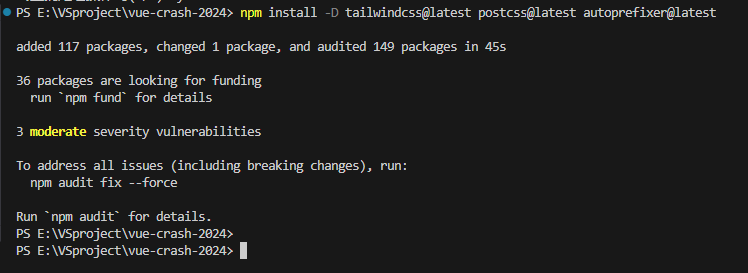 PS E:\VSproject\vue-crash-2024> npm install -D tailwindcss@latest postcss@latest autoprefixer@latest
added 117 packages, changed 1 package, and audited 149 packages in 45s
36 packages are looking for funding
run `npm fund` for details
3 moderate severity vulnerabilities
To address all issues (including breaking changes), run:
npm audit fix --force
Run `npm audit` for details.
PS E:\VSproject\vue-crash-2024>
PS E:\VSproject\vue-crash-2024>